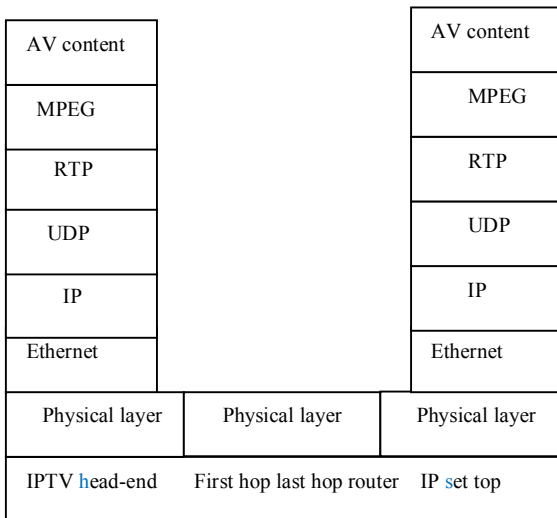 AV content
MPEG
RTP
UDP
IP
Ethernet
AV content
MPEG
RTP
UDP
IP
Ethernet
Physical layer Physical layer Physical layer
IPTV head-end First hop last hop router IP set top